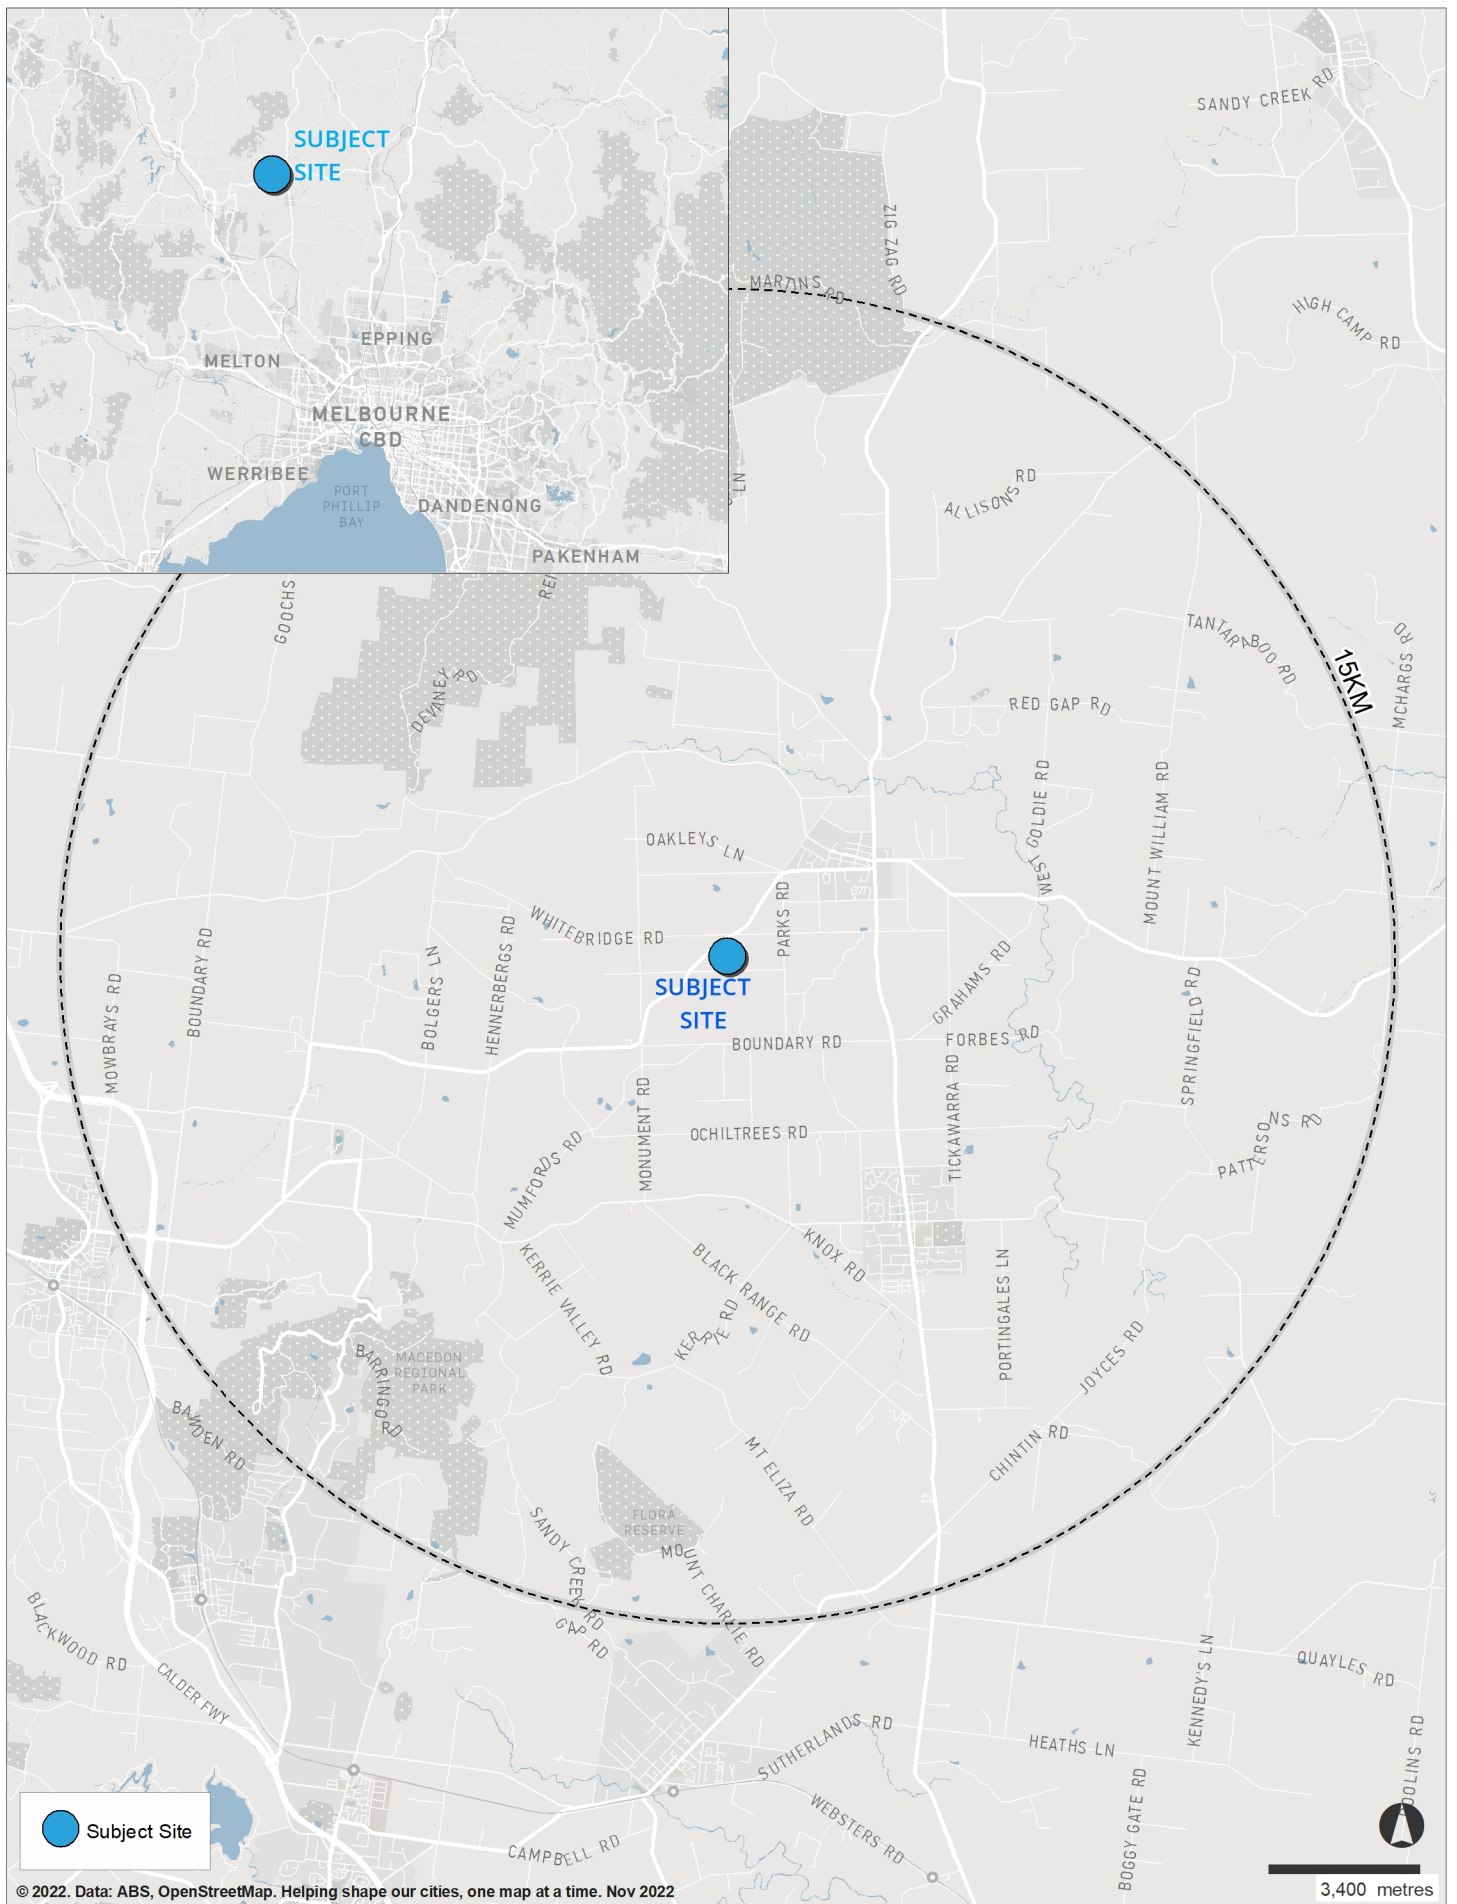 SUBJECT
SITE
EPPING
MELTON
MELBOURNE
CBD
WERRIBEE
PORT
PHILLIP
BAY
DANDENONG
PAKENHAM
SANDY CREEK RD
ZIG ZAG RD
MARTINS RD
HIGH CAMP RD
LN
ALLISONS RD
GOOCHS
DEVANEY RD
TANTARABOO RD
15KM
MCHARGS RD
RED GAP RD
WEST GOLDIE RD
MOUNT WILLIAM RD
OAKLEYS LN
WHITEBRIDGE RD
PARKS RD
SUBJECT
SITE
MOWBRAYS RD
BOUNDARY RD
BOLGERS LN
HENNERBERGS RD
GRAHAMS RD
BOUNDARY RD
FORBES RD
SPRINGFIELD RD
MONUMENT RD
OCHILTREES RD
TICKAWARRA RD
PATTERSONS RD
MUMFORDS RD
KNOX RD
KERRIE VALLEY RD
BLACK RANGE RD
KERRIE RD
PORTINGALES LN
JOYCES RD
BARRINGO RD
MACEDON
REGIONAL
PARK
BAWDEN RD
MT ELIZA RD
CHINTIN RD
FLORA
RESERVE
SANDY CREEK RD
MOUNT CHARLIE RD
GAP RD
BLACKWOOD RD
CALDER FWY
KENNEDY'S LN
QUAYLES RD
SUTHERLANDS RD
HEATHS LN
WEBSTERS RD
BOGGY GATE RD
CAMPBELL RD
Subject Site
3,400 metres
© 2022. Data: ABS, OpenStreetMap. Helping shape our cities, one map at a time. Nov 2022